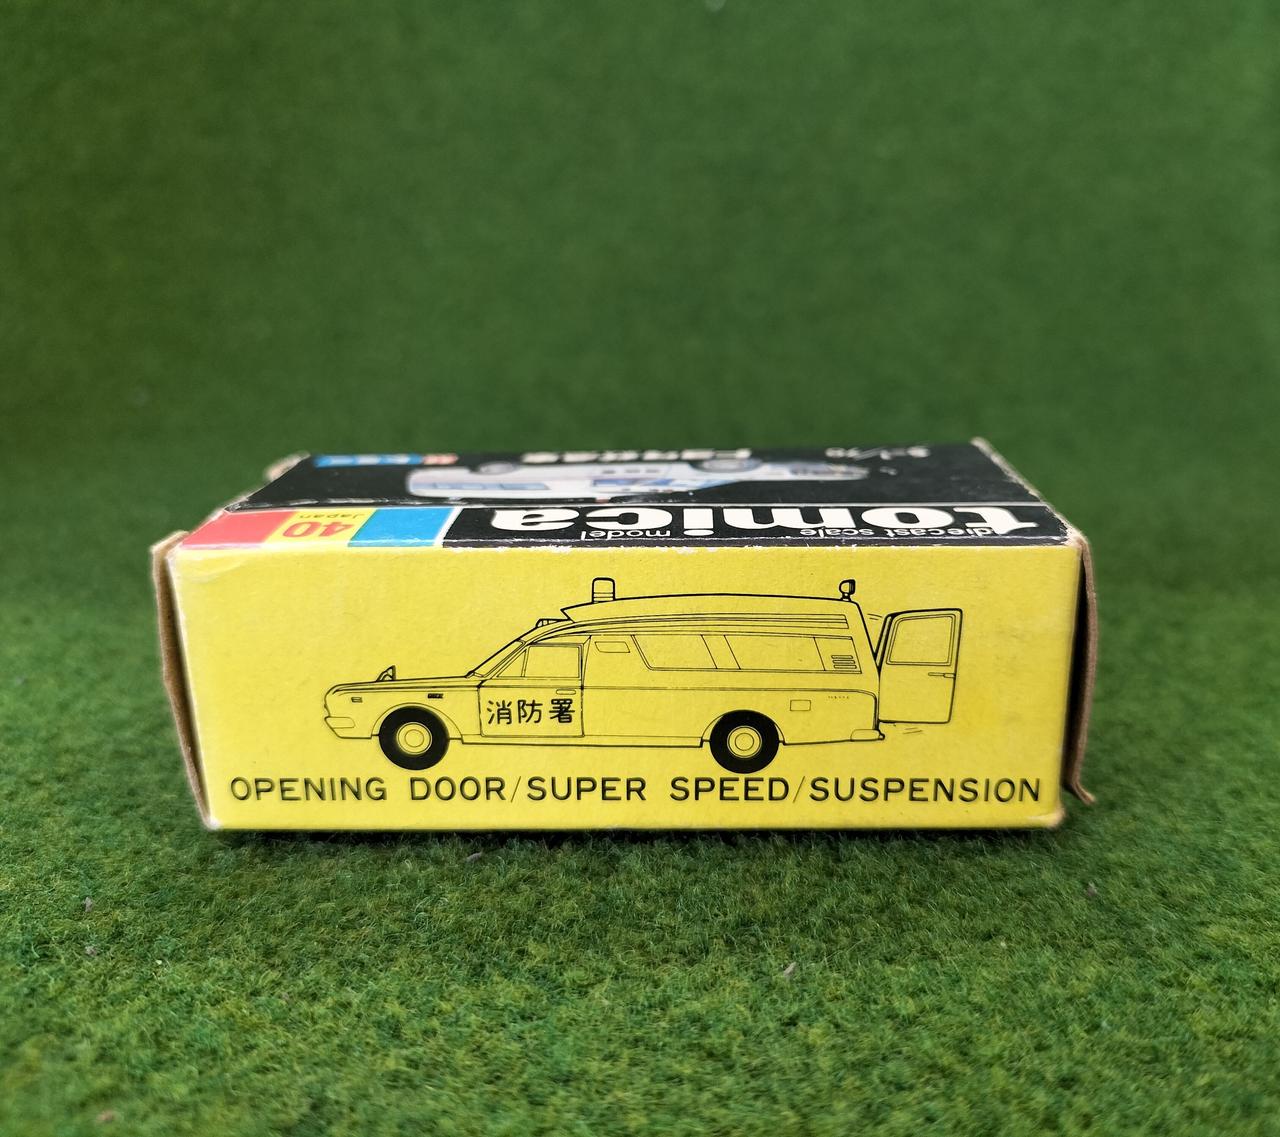 tomica
diecast scale model
40
Japan
消防署
OPENING DOOR/SUPER SPEED/SUSPENSION